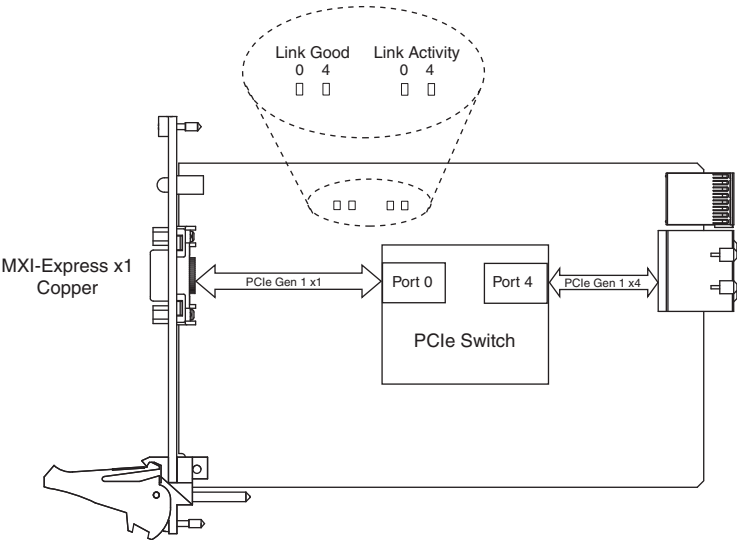 Link Good Link Activity
0 4 0 4
MXI-Express x1
Copper
PCIe Gen 1 x1
Port 0
Port 4
PCIe Gen 1 x4
PCIe Switch